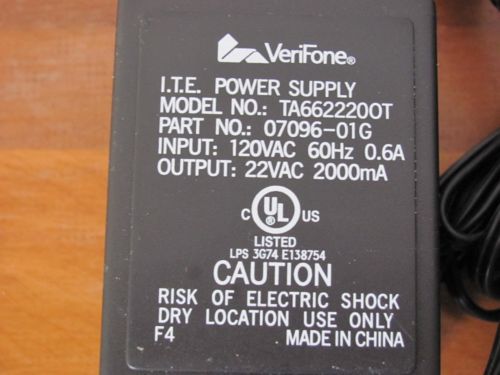 VeriFone®
I.T.E. POWER SUPPLY
MODEL NO.: TA662220OT
PART NO.: 07096-01G
INPUT: 120VAC 60Hz 0.6A
OUTPUT: 22VAC 2000mA
C UL® US
LISTED
LPS 3G74 E138754
CAUTION
RISK OF ELECTRIC SHOCK
DRY LOCATION USE ONLY
F4 MADE IN CHINA